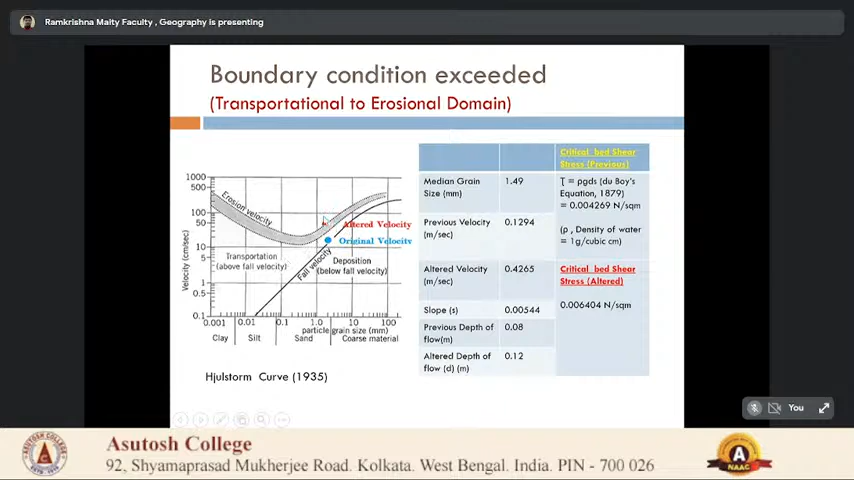 Ramkrishna Maity Faculty , Geography is presenting
Boundary condition exceeded
(Transportational to Erosional Domain)
1000
500
100
50
10
5
1
0.5
0.1
Velocity (cm/sec)
Erosion velocity
Altered Velocity
Original Velocity
Transportation
(above fall velocity)
Fall velocity
Deposition
(below fall velocity)
0.001 0.01 0.1 1.0 10 100
particle grain size (mm)
Clay Silt Sand Coarse material
Hjulstorm Curve (1935)
Critical bed Shear
Stress (Previous)
Median Grain
Size (mm)
1.49
Ʈ = ρgds (du Boy's
Equation, 1879)
= 0.004269 N/sqm
(ρ , Density of water
= 1g/cubic cm)
Previous Velocity
(m/sec)
0.1294
Altered Velocity
(m/sec)
0.4265
Critical bed Shear
Stress (Altered)
0.006404 N/sqm
Slope (s)
0.00544
Previous Depth of
flow(m)
0.08
Altered Depth of
flow (d) (m)
0.12
You
Asutosh College
92, Shyamaprasad Mukherjee Road. Kolkata. West Bengal. India. PIN - 700 026
A
NAAC